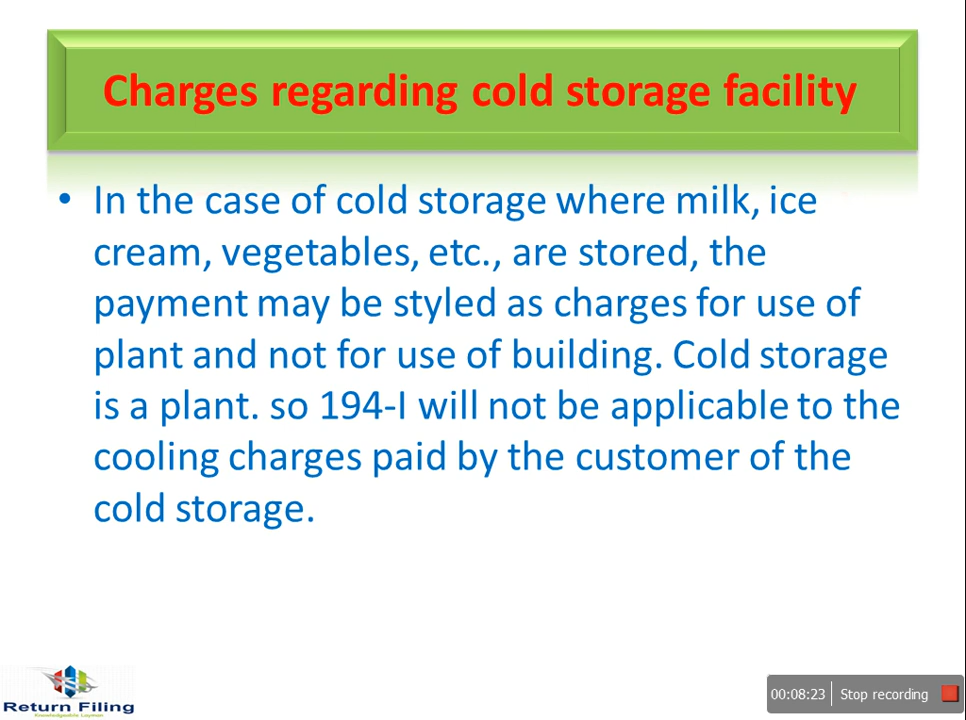 Charges regarding cold storage facility
• In the case of cold storage where milk, ice
cream, vegetables, etc., are stored, the
payment may be styled as charges for use of
plant and not for use of building. Cold storage
is a plant. so 194-I will not be applicable to the
cooling charges paid by the customer of the
cold storage.
Return Filing
Knowledgeable Layman
00:08:23 Stop recording